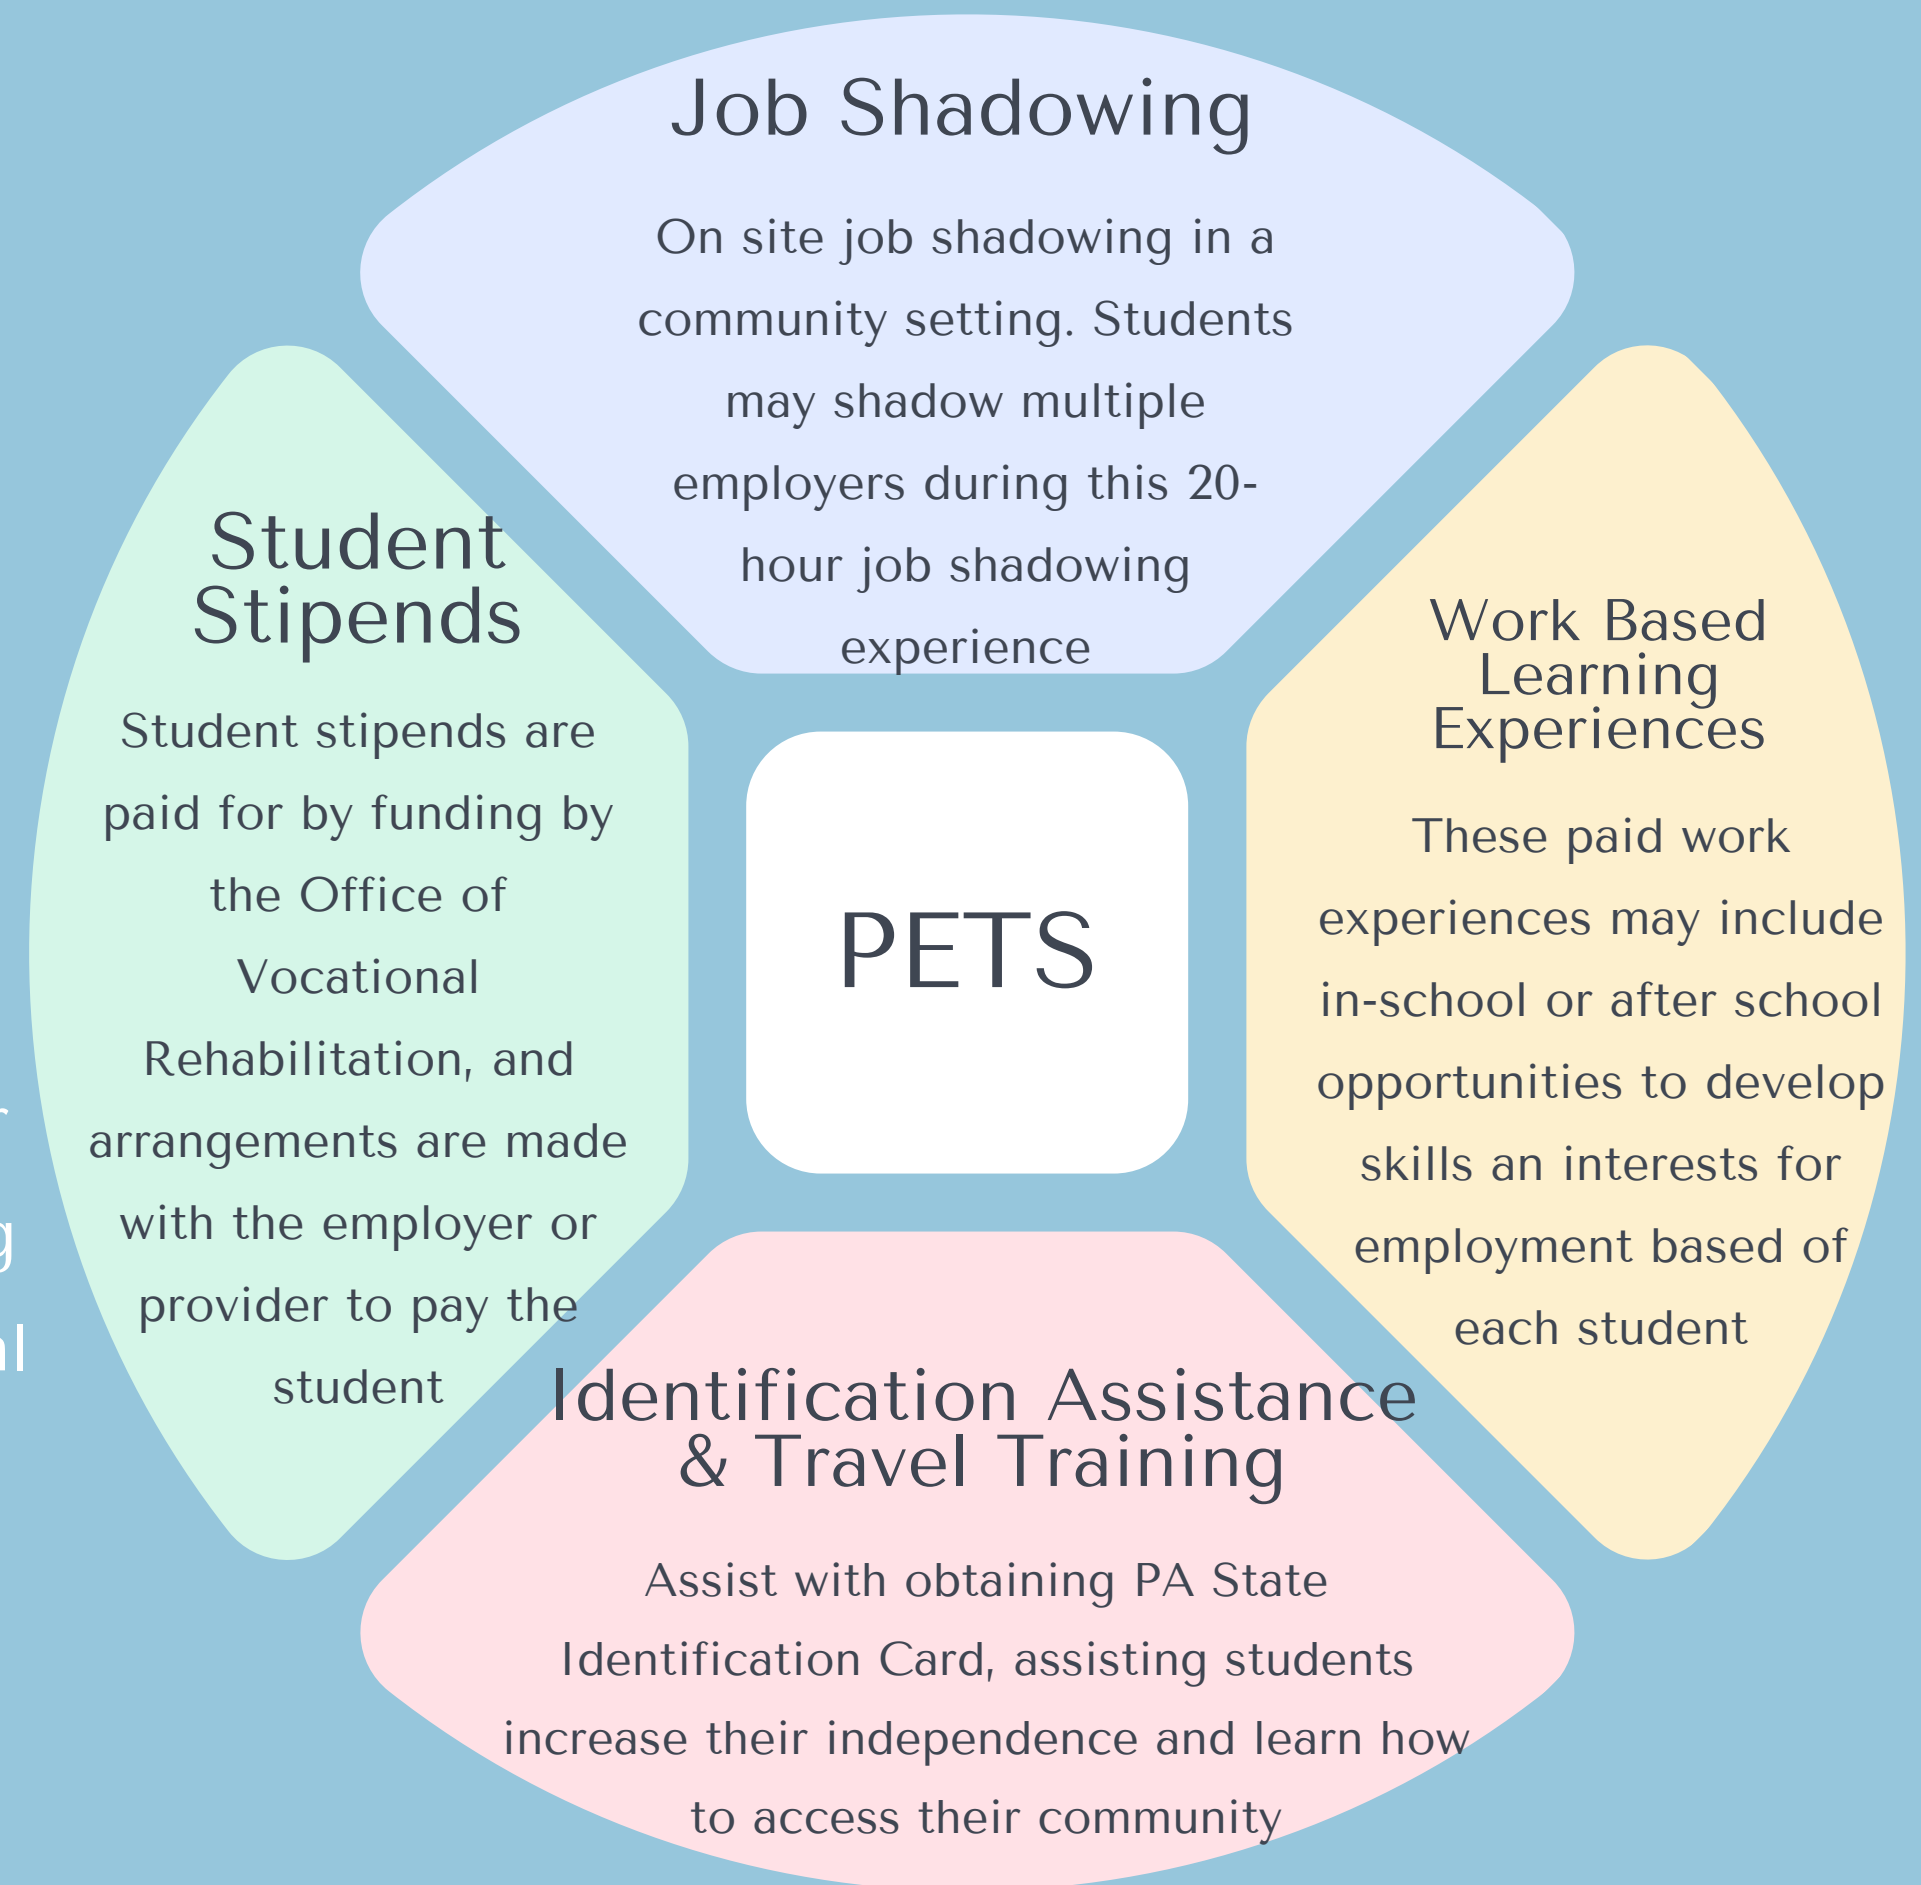 Job Shadowing
On site job shadowing in a
community setting. Students
may shadow multiple
employers during this 20-
hour job shadowing
experience
Student
Stipends
Student stipends are
paid for by funding by
the Office of
Vocational
Rehabilitation, and
arrangements are made
with the employer or
provider to pay the
student
PETS
Work Based
Learning
Experiences
These paid work
experiences may include
in-school or after school
opportunities to develop
skills an interests for
employment based of
each student
Identification Assistance
& Travel Training
Assist with obtaining PA State
Identification Card, assisting students
increase their independence and learn how
to access their community